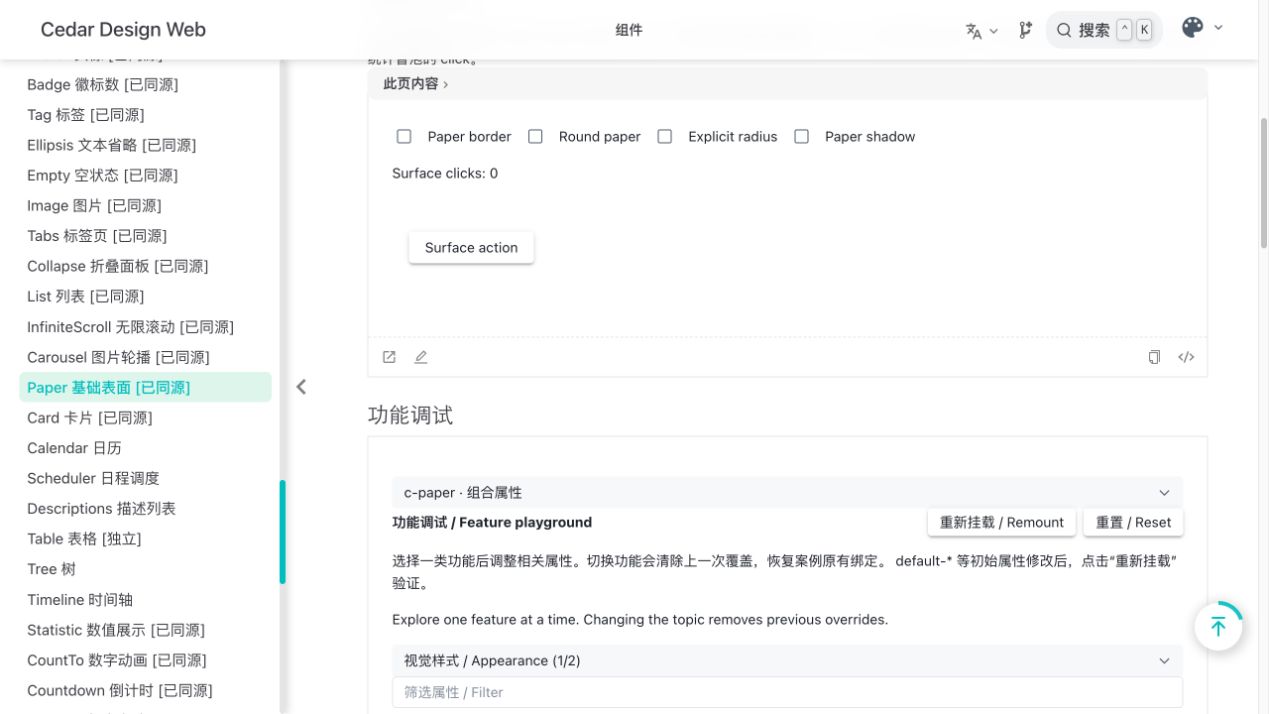 Cedar Design Web
组件
搜索 ^ K
Badge 徽标数 [已同源]
Tag 标签 [已同源]
Ellipsis 文本省略 [已同源]
Empty 空状态 [已同源]
Image 图片 [已同源]
Tabs 标签页 [已同源]
Collapse 折叠面板 [已同源]
List 列表 [已同源]
InfiniteScroll 无限滚动 [已同源]
Carousel 图片轮播 [已同源]
Paper 基础表面 [已同源]
Card 卡片 [已同源]
Calendar 日历
Scheduler 日程调度
Descriptions 描述列表
Table 表格 [独立]
Tree 树
Timeline 时间轴
Statistic 数值展示 [已同源]
CountTo 数字动画 [已同源]
Countdown 倒计时 [已同源]
此页内容 ›
Paper border Round paper Explicit radius Paper shadow
Surface clicks: 0
Surface action
功能调试
c-paper · 组合属性
功能调试 / Feature playground 重新挂载 / Remount 重置 / Reset
选择一类功能后调整相关属性。切换功能会清除上一次覆盖，恢复案例原有绑定。 default-* 等初始属性修改后，点击“重新挂载”
验证。
Explore one feature at a time. Changing the topic removes previous overrides.
视觉样式 / Appearance (1/2)
筛选属性 / Filter